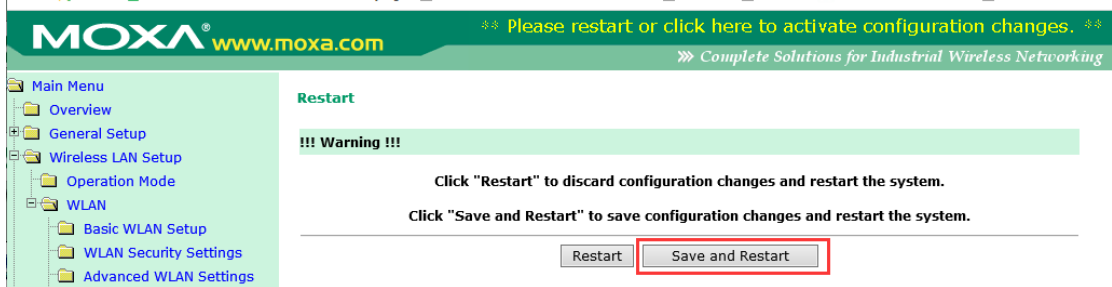 MOXA® www.moxa.com
** Please restart or click here to activate configuration changes. **
Complete Solutions for Industrial Wireless Networking
Main Menu
Overview
General Setup
Wireless LAN Setup
Operation Mode
WLAN
Basic WLAN Setup
WLAN Security Settings
Advanced WLAN Settings
Restart
!!! Warning !!!
Click "Restart" to discard configuration changes and restart the system.
Click "Save and Restart" to save configuration changes and restart the system.
Restart Save and Restart